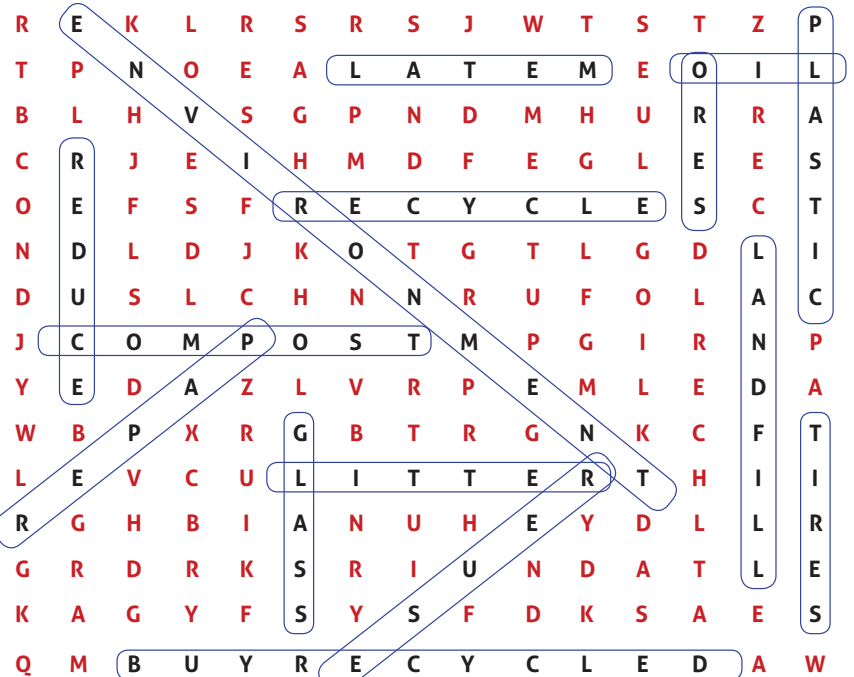 R E K L R S R S J W T S T Z P
T P N O E A L A T E M E O I L
B L H V S G P N D M H U R R A
C R J E I H M D F E G L E E S
O E F S F R E C Y C L E S C T
N D L D J K O T G T L G D L I
D U S L C H N N R U F O L A C
J C O M P O S T M P G I R N P
Y E D A Z L V R P E M L E D A
W B P X R G B T R G N K C F T
L E V C U L I T T E R T H I I
R G H B I A N U H E Y D L L R
G R D R K S R I U N D A T L E
K A G Y F S Y S F D K S A E S
Q M B U Y R E C Y C L E D A W